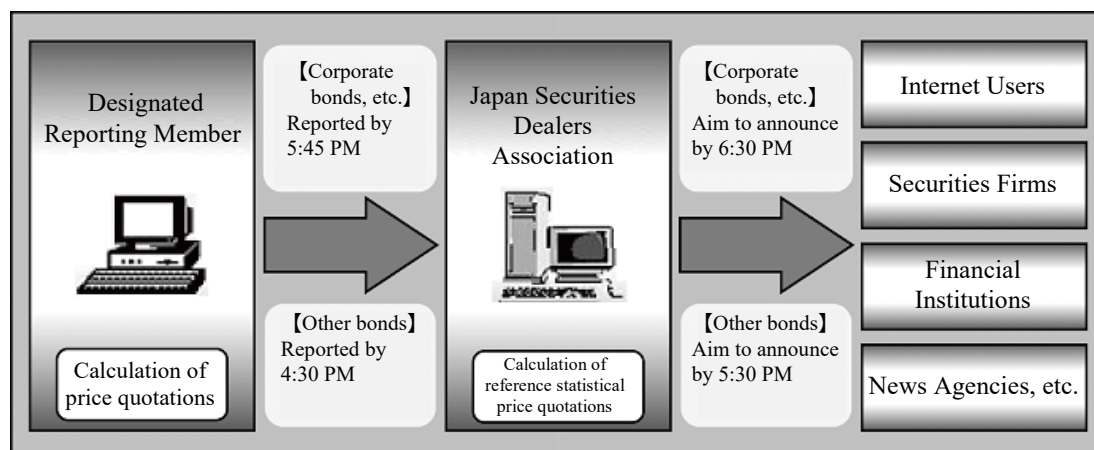 Designated
Reporting Member
Calculation of
price quotations
【Corporate
bonds, etc.】
Reported by
5:45 PM
【Other bonds】
Reported by
4:30 PM
Japan Securities
Dealers
Association
Calculation of
reference statistical
price quotations
【Corporate
bonds, etc.】
Aim to announce
by 6:30 PM
【Other bonds】
Aim to announce
by 5:30 PM
Internet Users
Securities Firms
Financial
Institutions
News Agencies, etc.